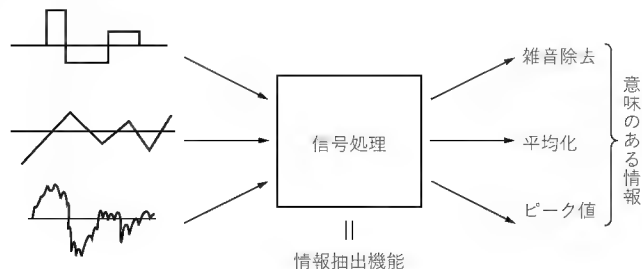 雑音除去
信号処理
平均化
ピーク値
意味のある情報
||
情報抽出機能